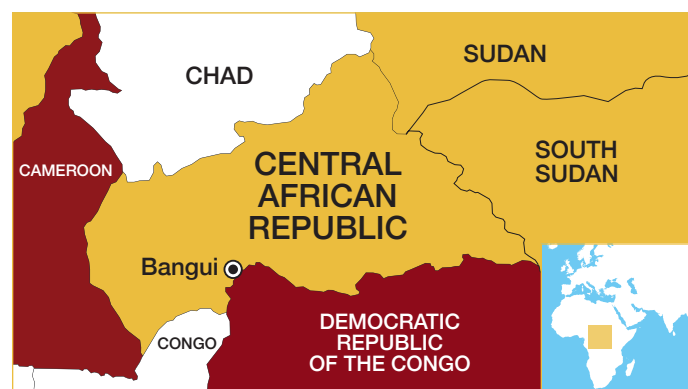 CHAD
SUDAN
CAMEROON
CENTRAL
AFRICAN
REPUBLIC
SOUTH
SUDAN
Bangui
CONGO
DEMOCRATIC
REPUBLIC
OF THE CONGO